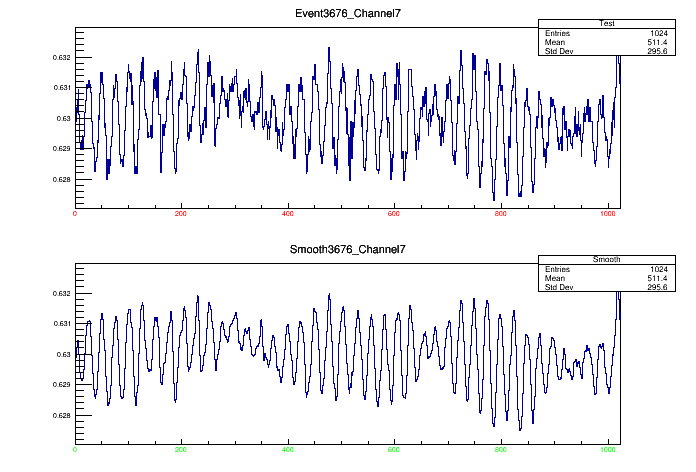 Event3676_Channel7
Test
Entries 1024
Mean 511.4
Std Dev 295.6
0.632
0.631
0.63
0.629
0.628
0 200 400 600 800 1000
Smooth3676_Channel7
Smooth
Entries 1024
Mean 511.4
Std Dev 295.6
0.632
0.631
0.63
0.629
0.628
0 200 400 600 800 1000